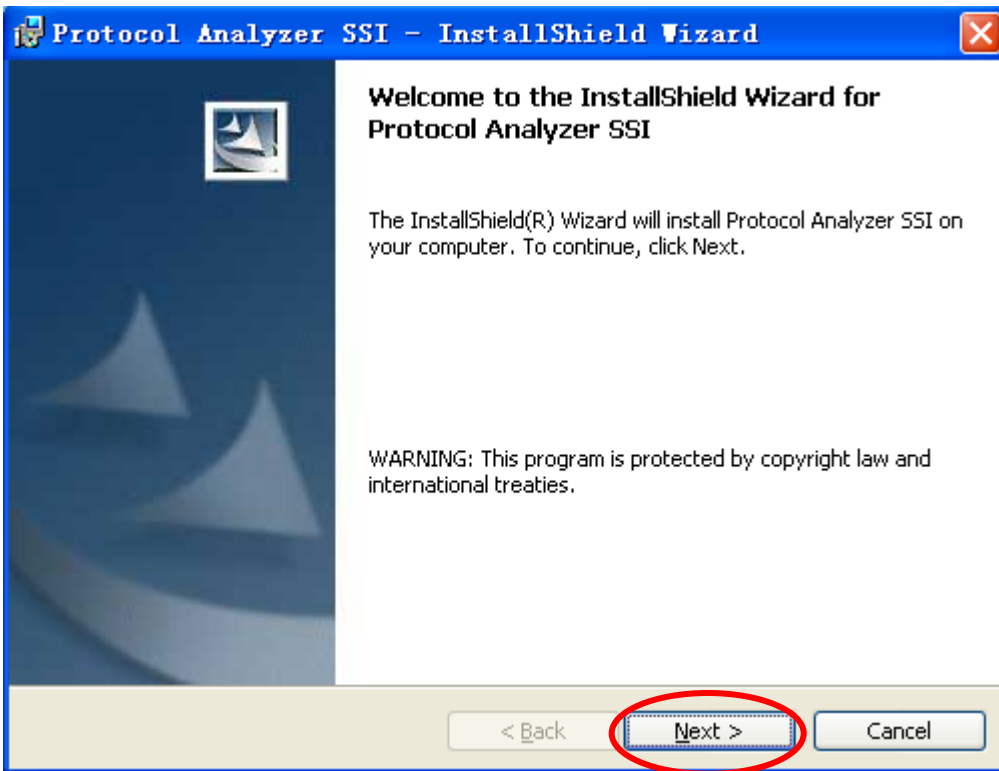 Protocol Analyzer SSI - InstallShield Wizard
Welcome to the InstallShield Wizard for
Protocol Analyzer SSI
The InstallShield(R) Wizard will install Protocol Analyzer SSI on
your computer. To continue, click Next.
WARNING: This program is protected by copyright law and
international treaties.
< Back Next > Cancel